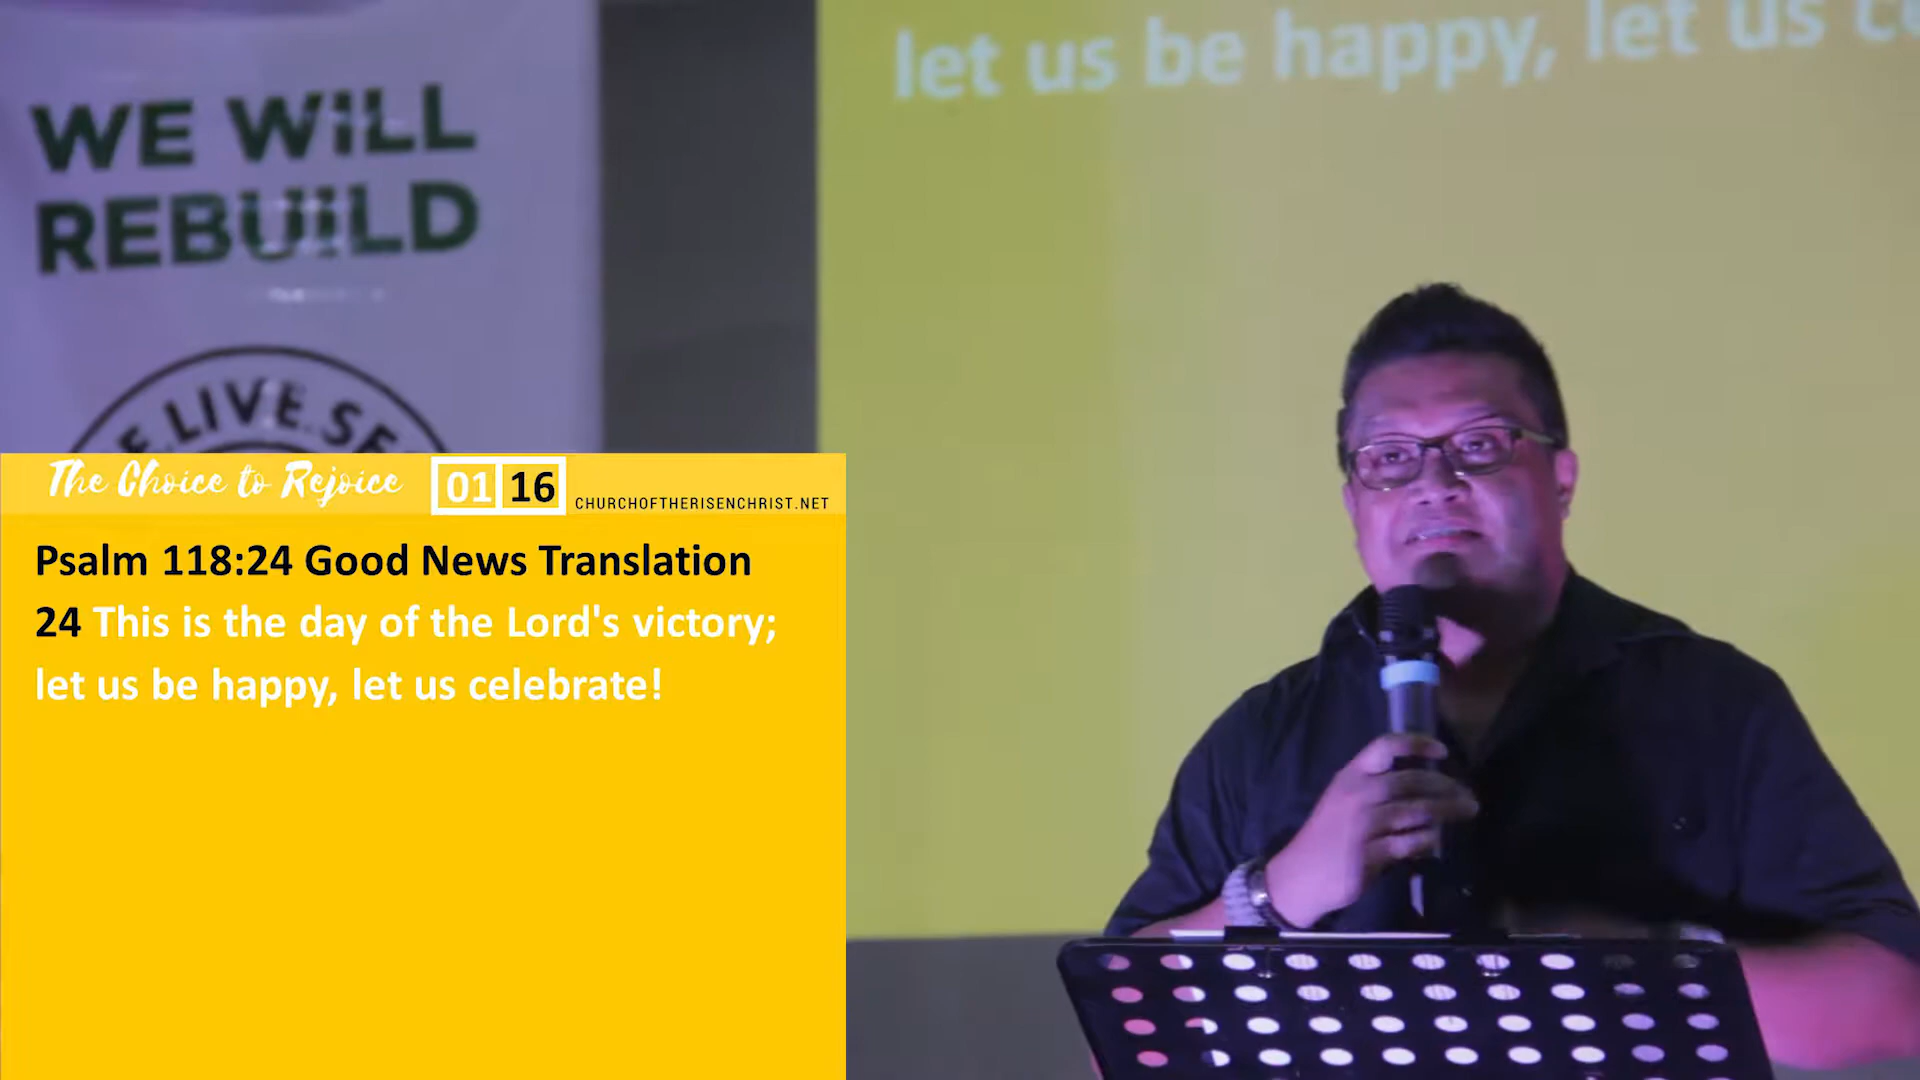 let us be happy, let us
WE WILL
REBUILD
.LIVE.SE
The Choice to Rejoice
01 16
CHURCHOFTHERISENCHRIST.NET
Psalm 118:24 Good News Translation
24 This is the day of the Lord's victory;
let us be happy, let us celebrate!